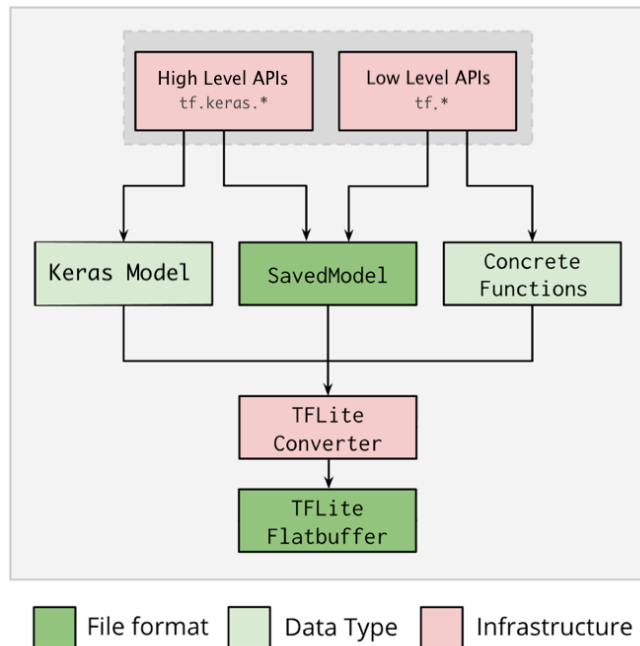 High Level APIs
tf.keras.*
Low Level APIs
tf.*
Keras Model
SavedModel
Concrete
Functions
TFLite
Converter
TFLite
Flatbuffer
File format
Data Type
Infrastructure